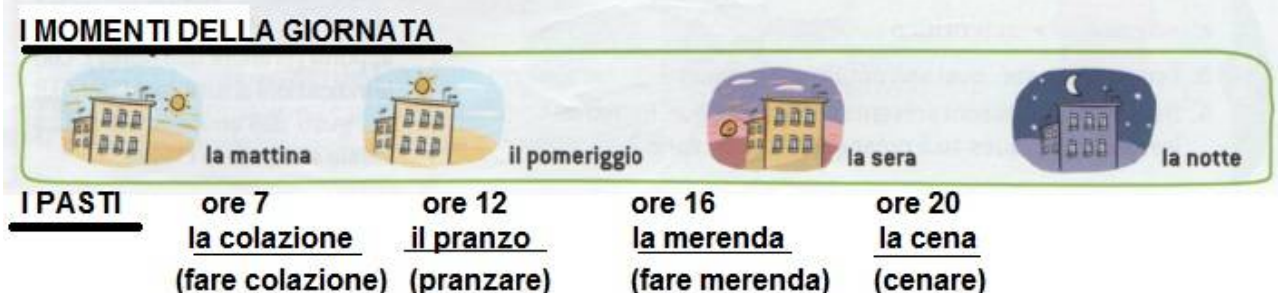 I MOMENTI DELLA GIORNATA
la mattina il pomeriggio la sera la notte
I PASTI ore 7 ore 12 ore 16 ore 20
la colazione il pranzo la merenda la cena
(fare colazione) (pranzare) (fare merenda) (cenare)